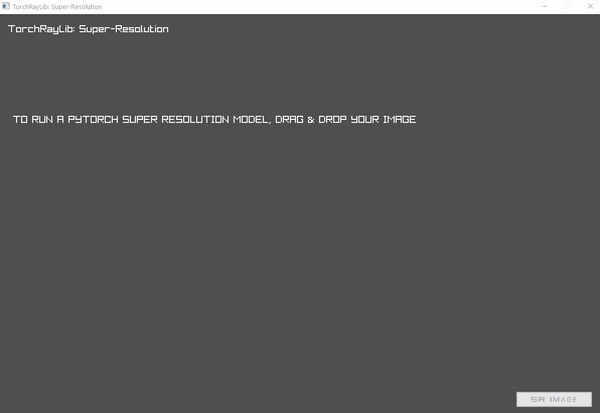 TorchRayLib: Super-Resolution
TorchRayLib: Super-Resolution
TO RUN A PYTORCH SUPER RESOLUTION MODEL, DRAG & DROP YOUR IMAGE
SR IMAGE